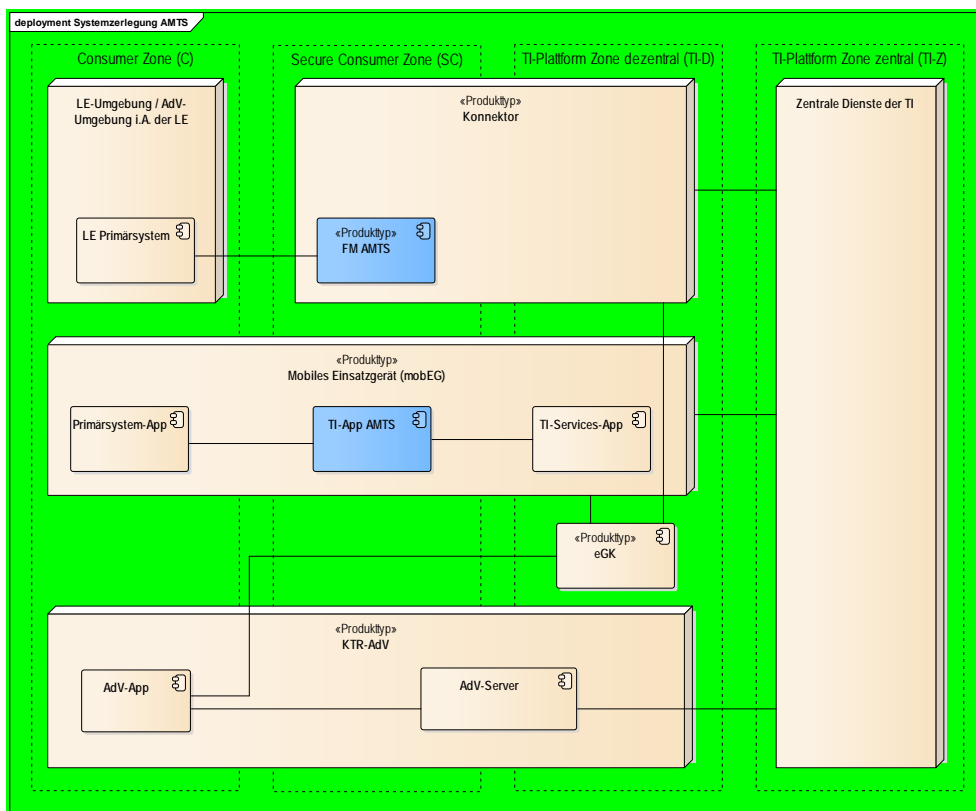 deployment Systemzerlegung AMTS
Consumer Zone (C)
Secure Consumer Zone (SC)
TI-Plattform Zone dezentral (TI-D)
TI-Plattform Zone zentral (TI-Z)
LE-Umgebung / AdV-
Umgebung i.A. der LE
«Produkttyp»
Konnektor
Zentrale Dienste der TI
LE Primärsystem
«Produkttyp»
FM AMTS
«Produkttyp»
Mobiles Einsatzgerät (mobEG)
Primärsystem-App
TI-App AMTS
TI-Services-App
«Produkttyp»
eGK
«Produkttyp»
KTR-AdV
AdV-App
AdV-Server